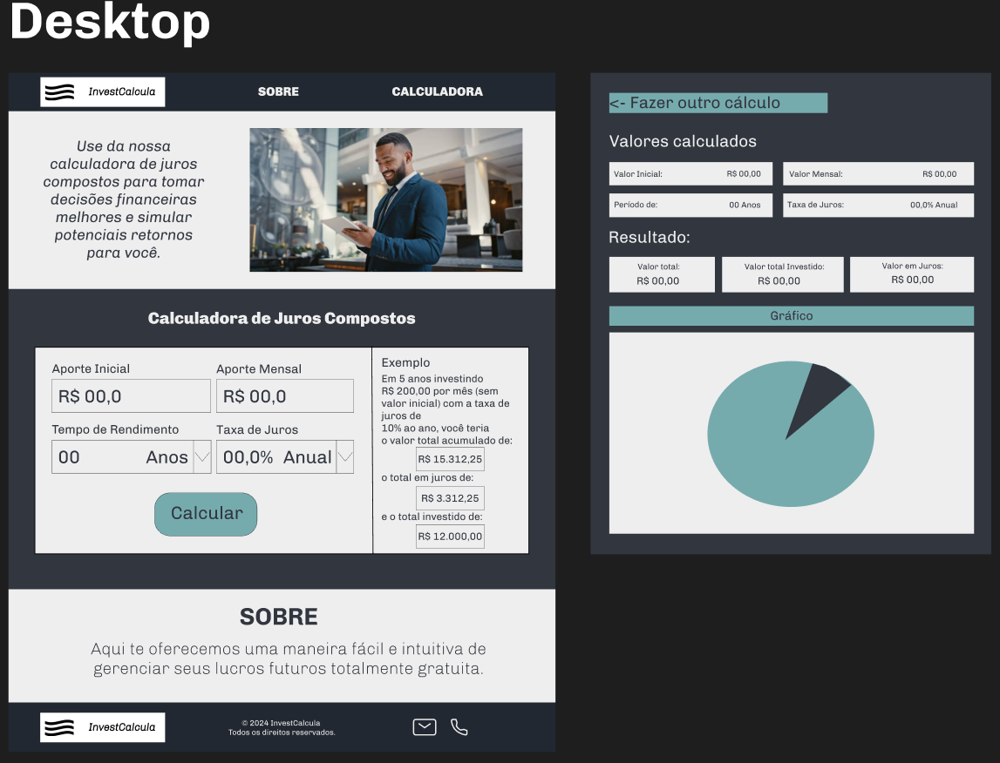 Desktop
InvestCalcula
SOBRE
CALCULADORA
Use da nossa
calculadora de juros
compostos para tomar
decisões financeiras
melhores e simular
potenciais retornos
para você.
Calculadora de Juros Compostos
Aporte Inicial
Aporte Mensal
R$ 00,0
R$ 00,0
Tempo de Rendimento
Taxa de Juros
00 Anos
00,0% Anual
Calcular
Exemplo
Em 5 anos investindo
R$ 200,00 por mês (sem
valor inicial) com a taxa de
juros de
10% ao ano, você teria
o valor total acumulado de:
R$ 15.312,25
o total em juros de:
R$ 3.312,25
e o total investido de:
R$ 12.000,00
SOBRE
Aqui te oferecemos uma maneira fácil e intuitiva de
gerenciar seus lucros futuros totalmente gratuita.
InvestCalcula
© 2024 InvestCalcula
Todos os direitos reservados.
<- Fazer outro cálculo
Valores calculados
Valor Inicial: R$ 00,00
Valor Mensal: R$ 00,00
Período de: 00 Anos
Taxa de Juros: 00,0% Anual
Resultado:
Valor total:
R$ 00,00
Valor total Investido:
R$ 00,00
Valor em Juros:
R$ 00,00
Gráfico